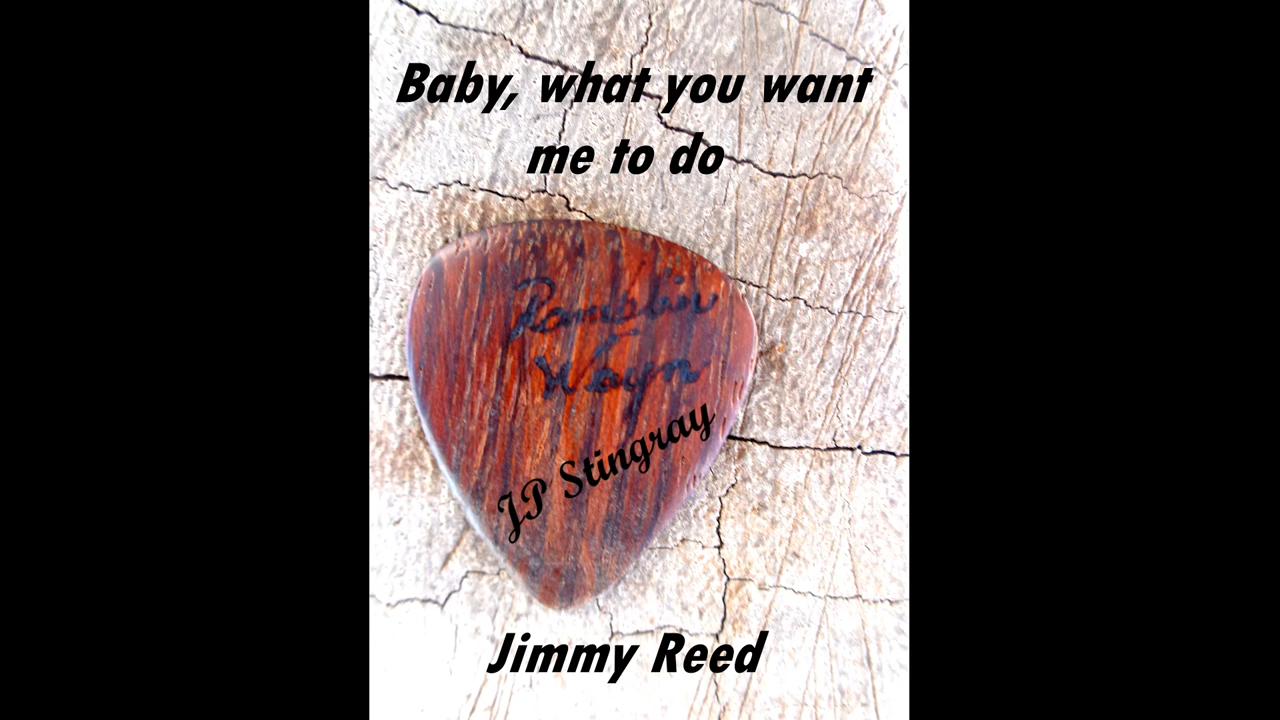 Baby, what you want
me to do
Ramblin
Wayn
JP Stingray
Jimmy Reed